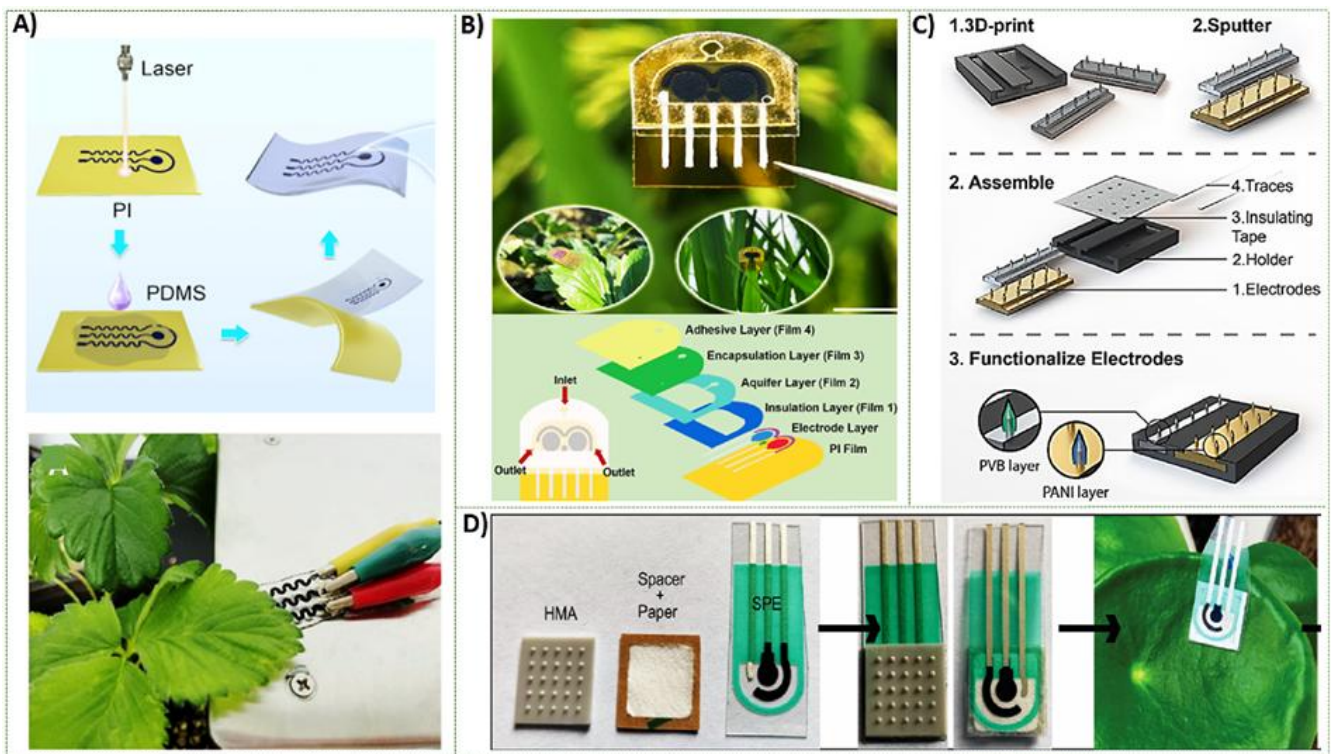 A)
Laser
PI
PDMS
B)
Adhesive Layer (Film 4)
Encapsulation Layer (Film 3)
Aquifer Layer (Film 2)
Insulation Layer (Film 1)
Electrode Layer
PI Film
Inlet
Outlet
Outlet
C)
1.3D-print
2.Sputter
2. Assemble
4.Traces
3.Insulating
Tape
2.Holder
1.Electrodes
3. Functionalize Electrodes
PVB layer
PANI layer
D)
HMA
Spacer
+
Paper
SPE